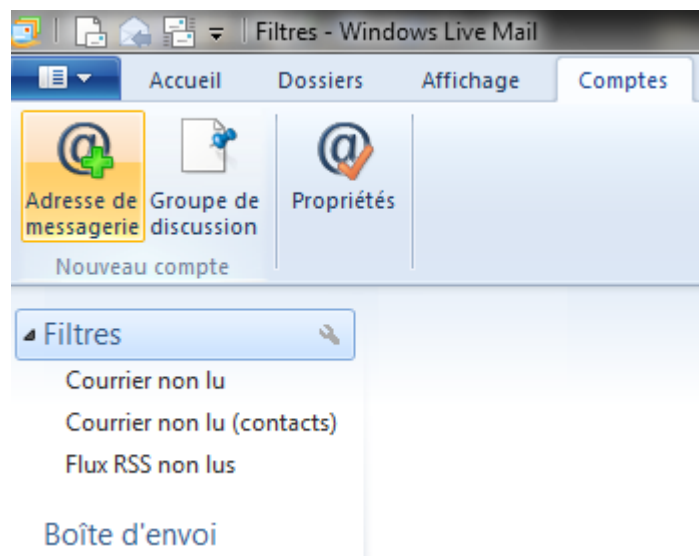 Filtres - Windows Live Mail
Accueil Dossiers Affichage Comptes
Adresse de messagerie
Groupe de discussion
Propriétés
Nouveau compte
Filtres
Courrier non lu
Courrier non lu (contacts)
Flux RSS non lus
Boîte d'envoi